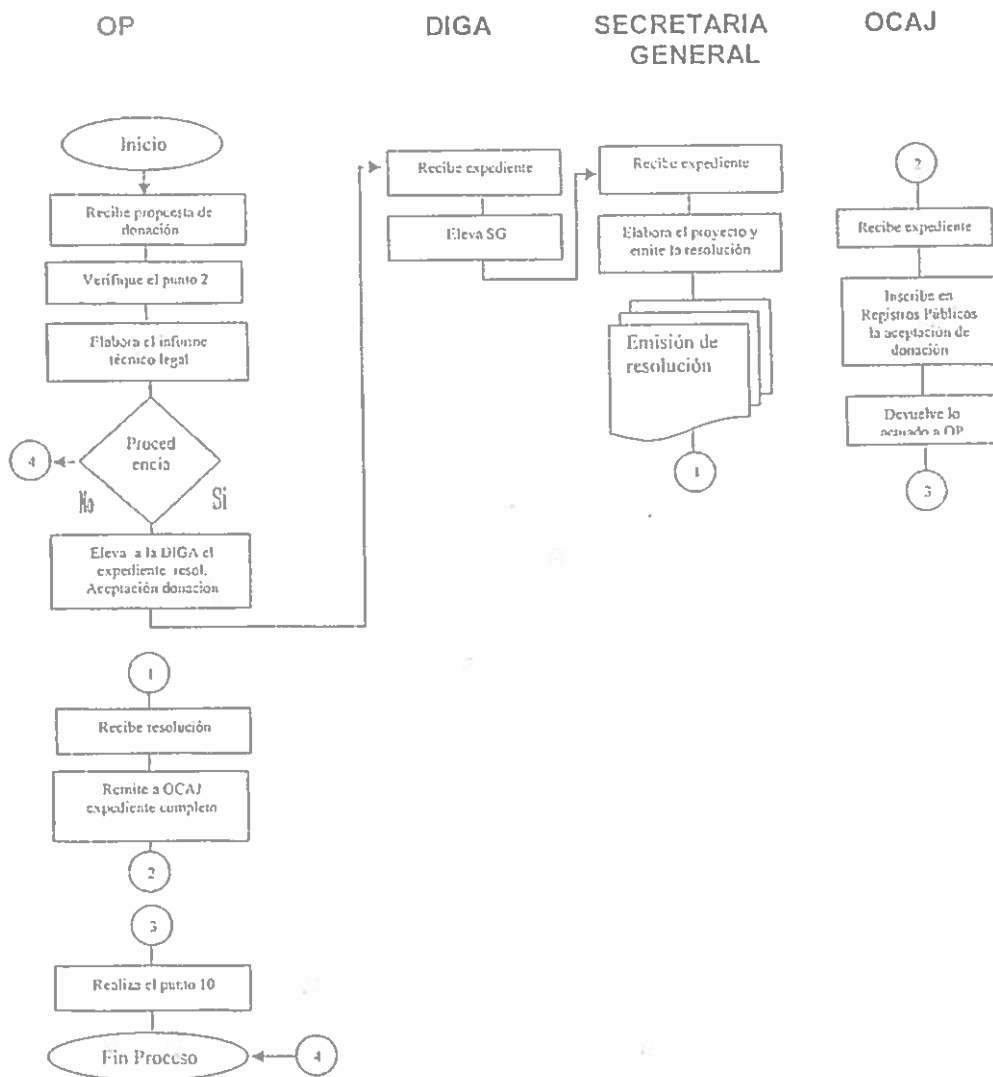 OP
DIGA
SECRETARIA
GENERAL
OCAJ
Inicio
Recibe propuesta de
donación
Verifique el punto 2
Elabora el informe
técnico legal
Proced
encia
4
No
Si
Eleva a la DIGA el
expediente resol.
Aceptación donacion
1
Recibe resolución
Remite a OCAJ
expediente completo
2
3
Realiza el punto 10
Fin Proceso
4
Recibe expediente
Eleva SG
Recibe expediente
Elabora el proyecto y
emite la resolución
Emisión de
resolución
1
2
Recibe expediente
Inscribe en
Registros Públicos
la aceptación de
donación
Devuelve lo
actuado a OP
3